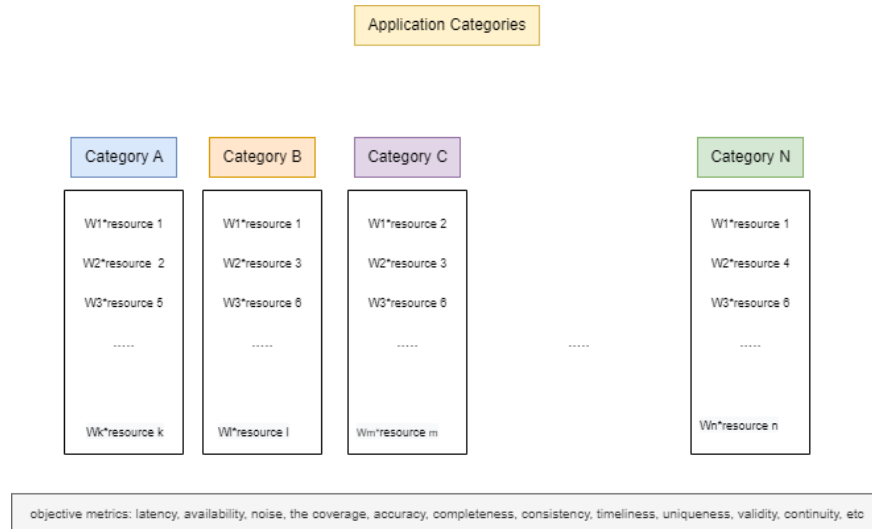 Application Categories
Category A
Category B
Category C
Category N
W1*resource 1
W2*resource 2
W3*resource 5
.....
Wk*resource k
W1*resource 1
W2*resource 3
W3*resource 6
.....
Wl*resource l
W1*resource 2
W2*resource 3
W3*resource 6
.....
Wm*resource m
.....
W1*resource 1
W2*resource 4
W3*resource 6
.....
Wn*resource n
objective metrics: latency, availability, noise, the coverage, accuracy, completeness, consistency, timeliness, uniqueness, validity, continuity, etc